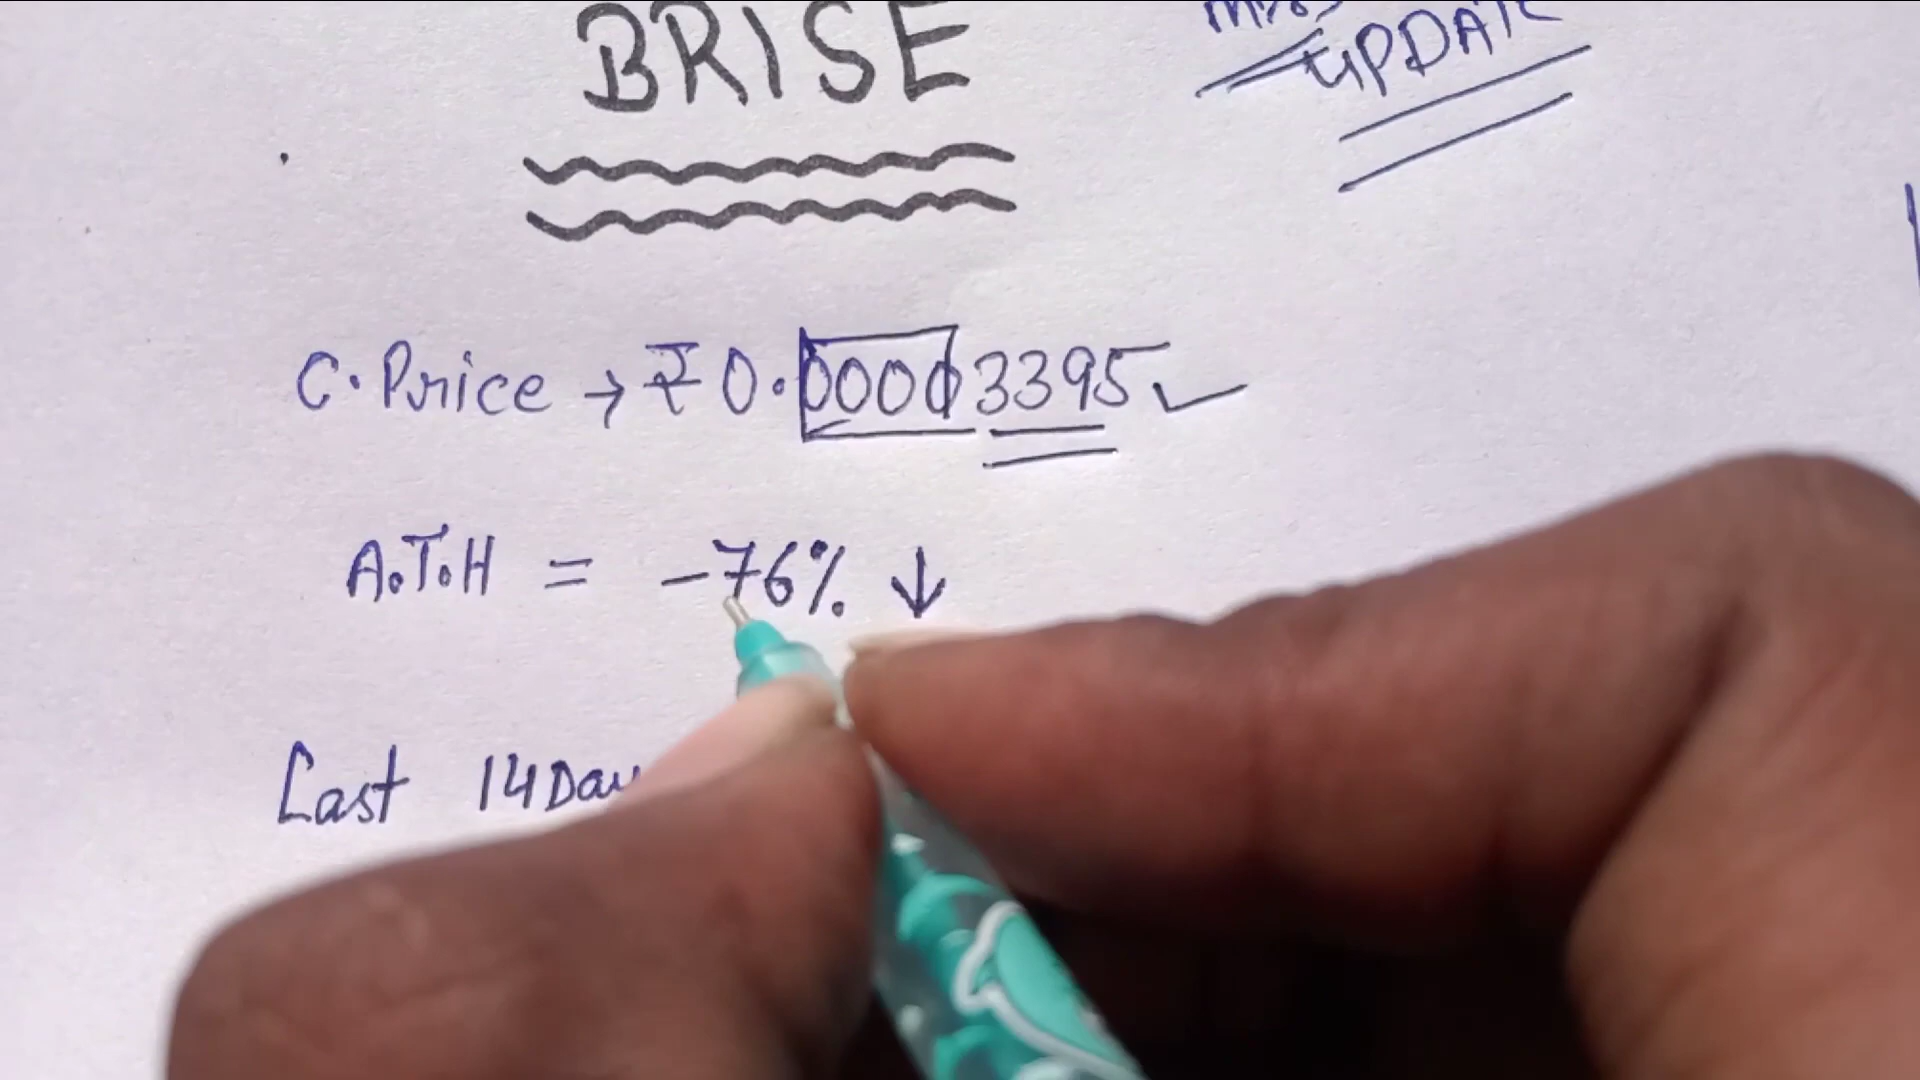 BRISE
UPDATE
C.Price → ₹0.00003395
A.T.H = -76% ↓
Last 14Day